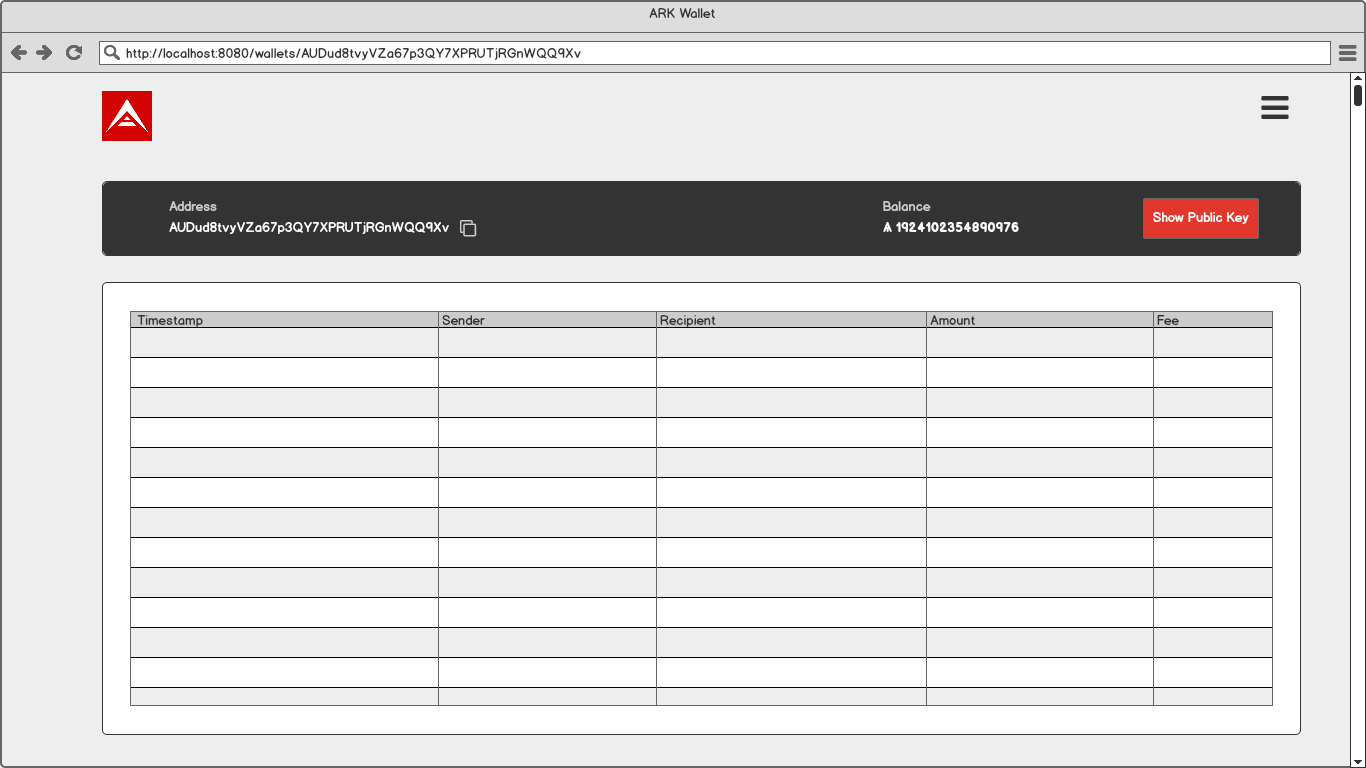 ARK Wallet
http://localhost:8080/wallets/AUDud8tvyVZa67p3QY7XPRUTjRGnWQQ9Xv
Address
AUDud8tvyVZa67p3QY7XPRUTjRGnWQQ9Xv
Balance
Ѧ 1924102354890976
Show Public Key
Timestamp Sender Recipient Amount Fee